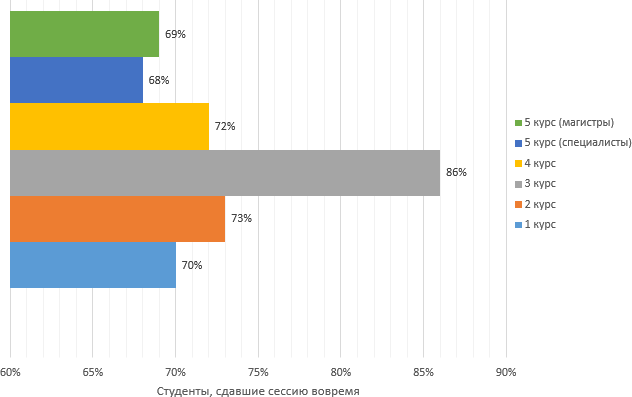 69%
68%
72%
86%
73%
70%
5 курс (магистры)
5 курс (специалисты)
4 курс
3 курс
2 курс
1 курс
60% 65% 70% 75% 80% 85% 90%
Студенты, сдавшие сессию вовремя